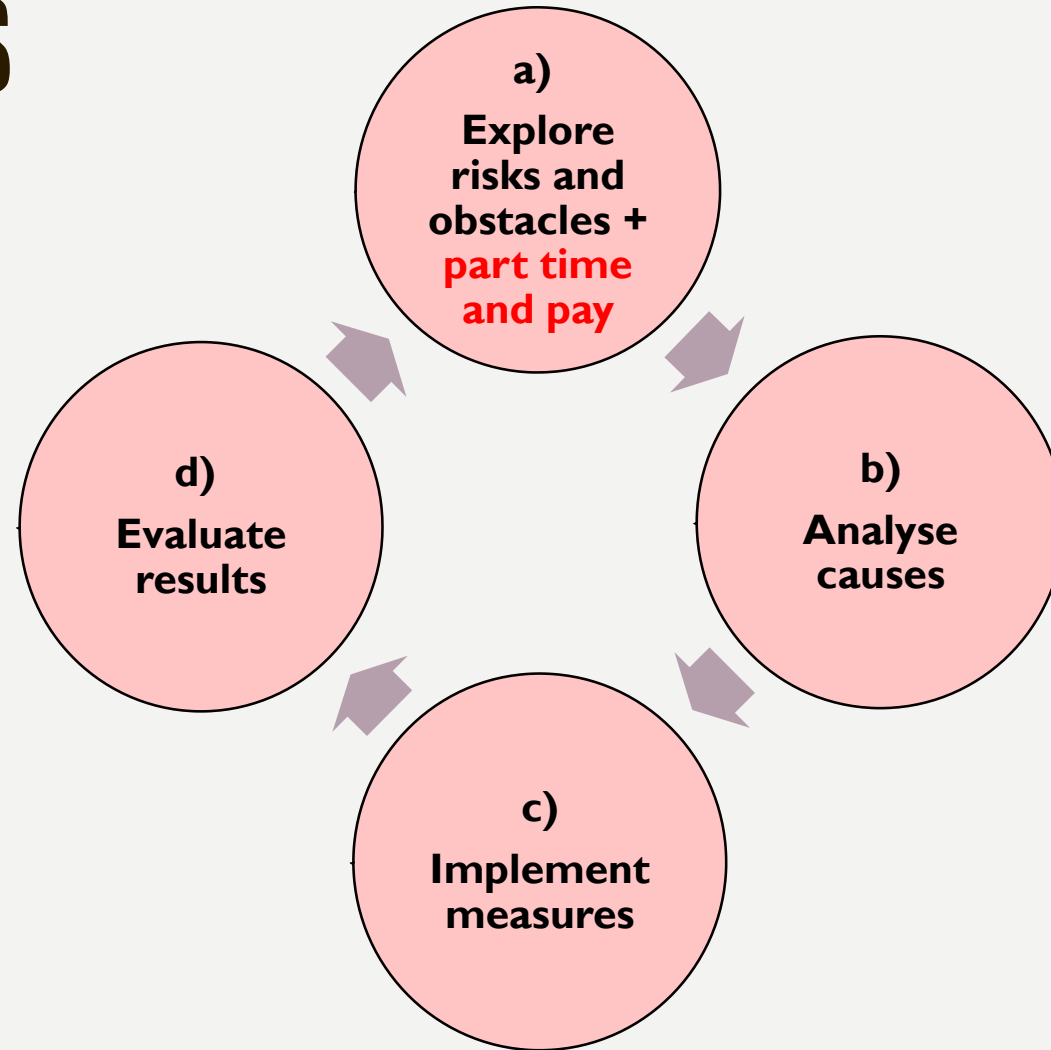 S
a)
Explore
risks and
obstacles +
part time
and pay
b)
Analyse
causes
c)
Implement
measures
d)
Evaluate
results